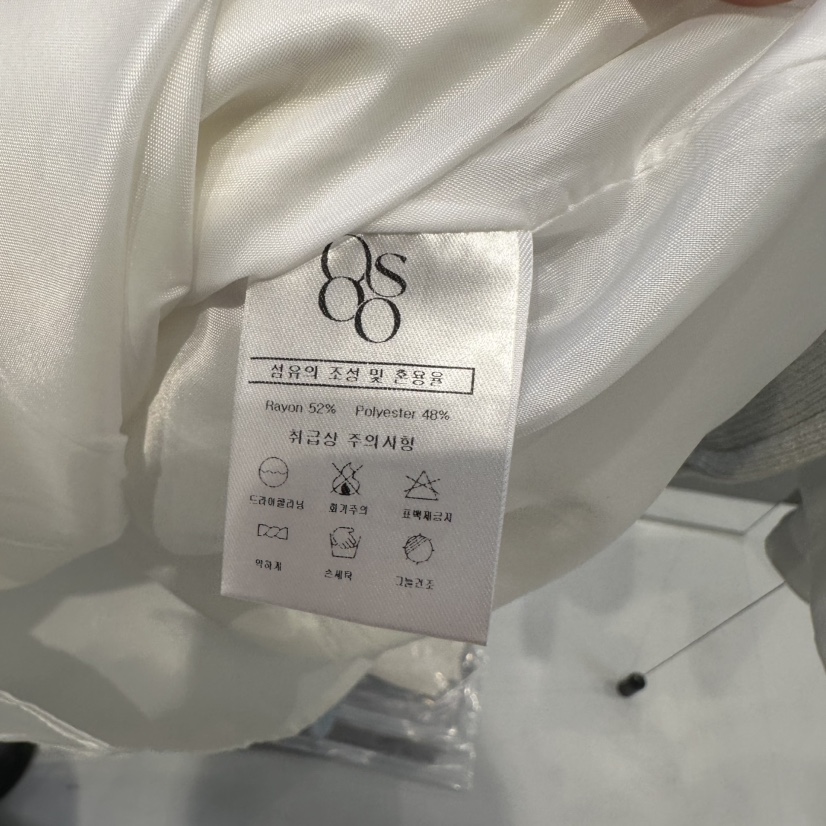 OS
OO
섬유의 조성 및 혼용율
Rayon 52% Polyester 48%
취급상 주의사항
드라이클리닝 화기주의 표백제금지
약하게 손세탁 그늘건조